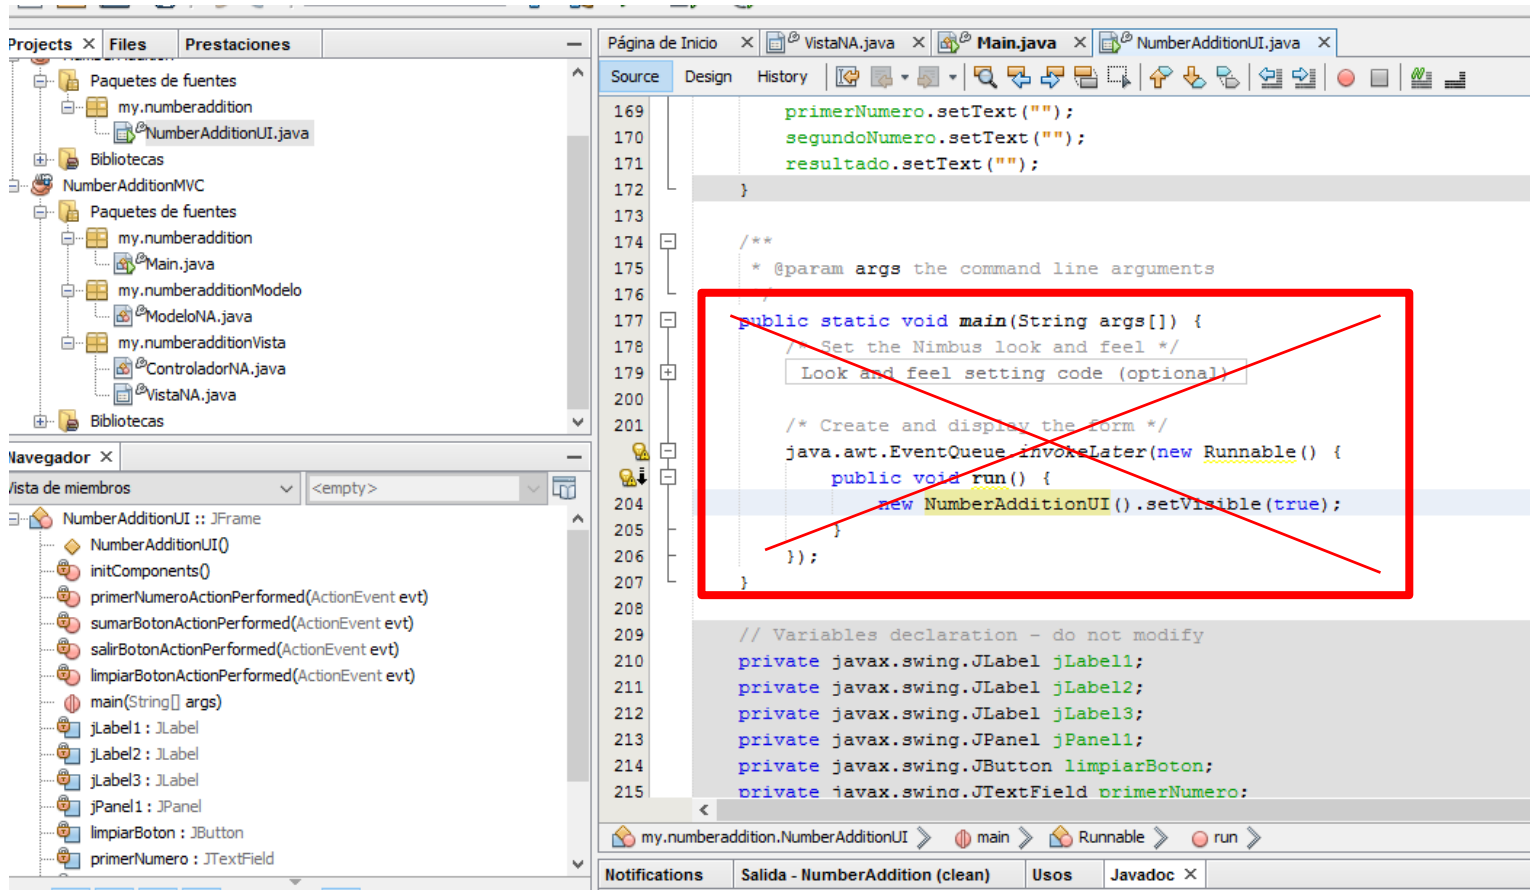 Projects
Files
Prestaciones
Paquetes de fuentes
my.numberaddition
NumberAdditionUI.java
Bibliotecas
NumberAdditionMVC
Paquetes de fuentes
my.numberaddition
Main.java
my.numberadditionModelo
ModeloNA.java
my.numberadditionVista
ControladorNA.java
VistaNA.java
Bibliotecas
Navegador
Vista de miembros
<empty>
NumberAdditionUI :: JFrame
NumberAdditionUI()
initComponents()
primerNumeroActionPerformed(ActionEvent evt)
sumarBotonActionPerformed(ActionEvent evt)
salirBotonActionPerformed(ActionEvent evt)
limpiarBotonActionPerformed(ActionEvent evt)
main(String[] args)
jLabel1 : JLabel
jLabel2 : JLabel
jLabel3 : JLabel
jPanel1 : JPanel
limpiarBoton : JButton
primerNumero : JTextField
Página de Inicio
VistaNA.java
Main.java
NumberAdditionUI.java
Source
Design
History
169 primerNumero.setText("");
170 segundoNumero.setText("");
171 resultado.setText("");
172 }
173
174 /**
175 * @param args the command line arguments
176 */
177 public static void main(String args[]) {
178 /* Set the Nimbus look and feel */
179 Look and feel setting code (optional)
200
201 /* Create and display the form */
java.awt.EventQueue.invokeLater(new Runnable() {
public void run() {
204 new NumberAdditionUI().setVisible(true);
205 }
206 });
207 }
208
209 // Variables declaration - do not modify
210 private javax.swing.JLabel jLabel1;
211 private javax.swing.JLabel jLabel2;
212 private javax.swing.JLabel jLabel3;
213 private javax.swing.JPanel jPanel1;
214 private javax.swing.JButton limpiarBoton;
215 private javax.swing.JTextField primerNumero;
my.numberaddition.NumberAdditionUI
main
Runnable
run
Notifications
Salida - NumberAddition (clean)
Usos
Javadoc